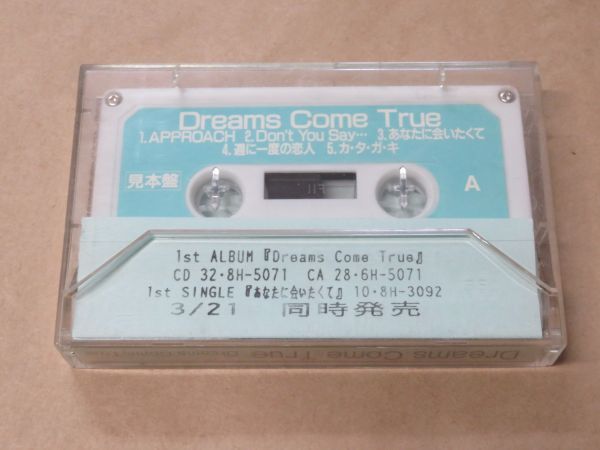 Dreams Come True
1.APPROACH 2.Don't You Say… 3.あなたに会いたくて
4.週に一度の恋人 5.カ・タ・ガ・キ
見本盤
A
1st ALBUM『Dreams Come True』
CD 32・8H-5071 CA 28・6H-5071
1st SINGLE『あなたに会いたくて』10・8H-3092
3/21 同時発売
Dreams Come True